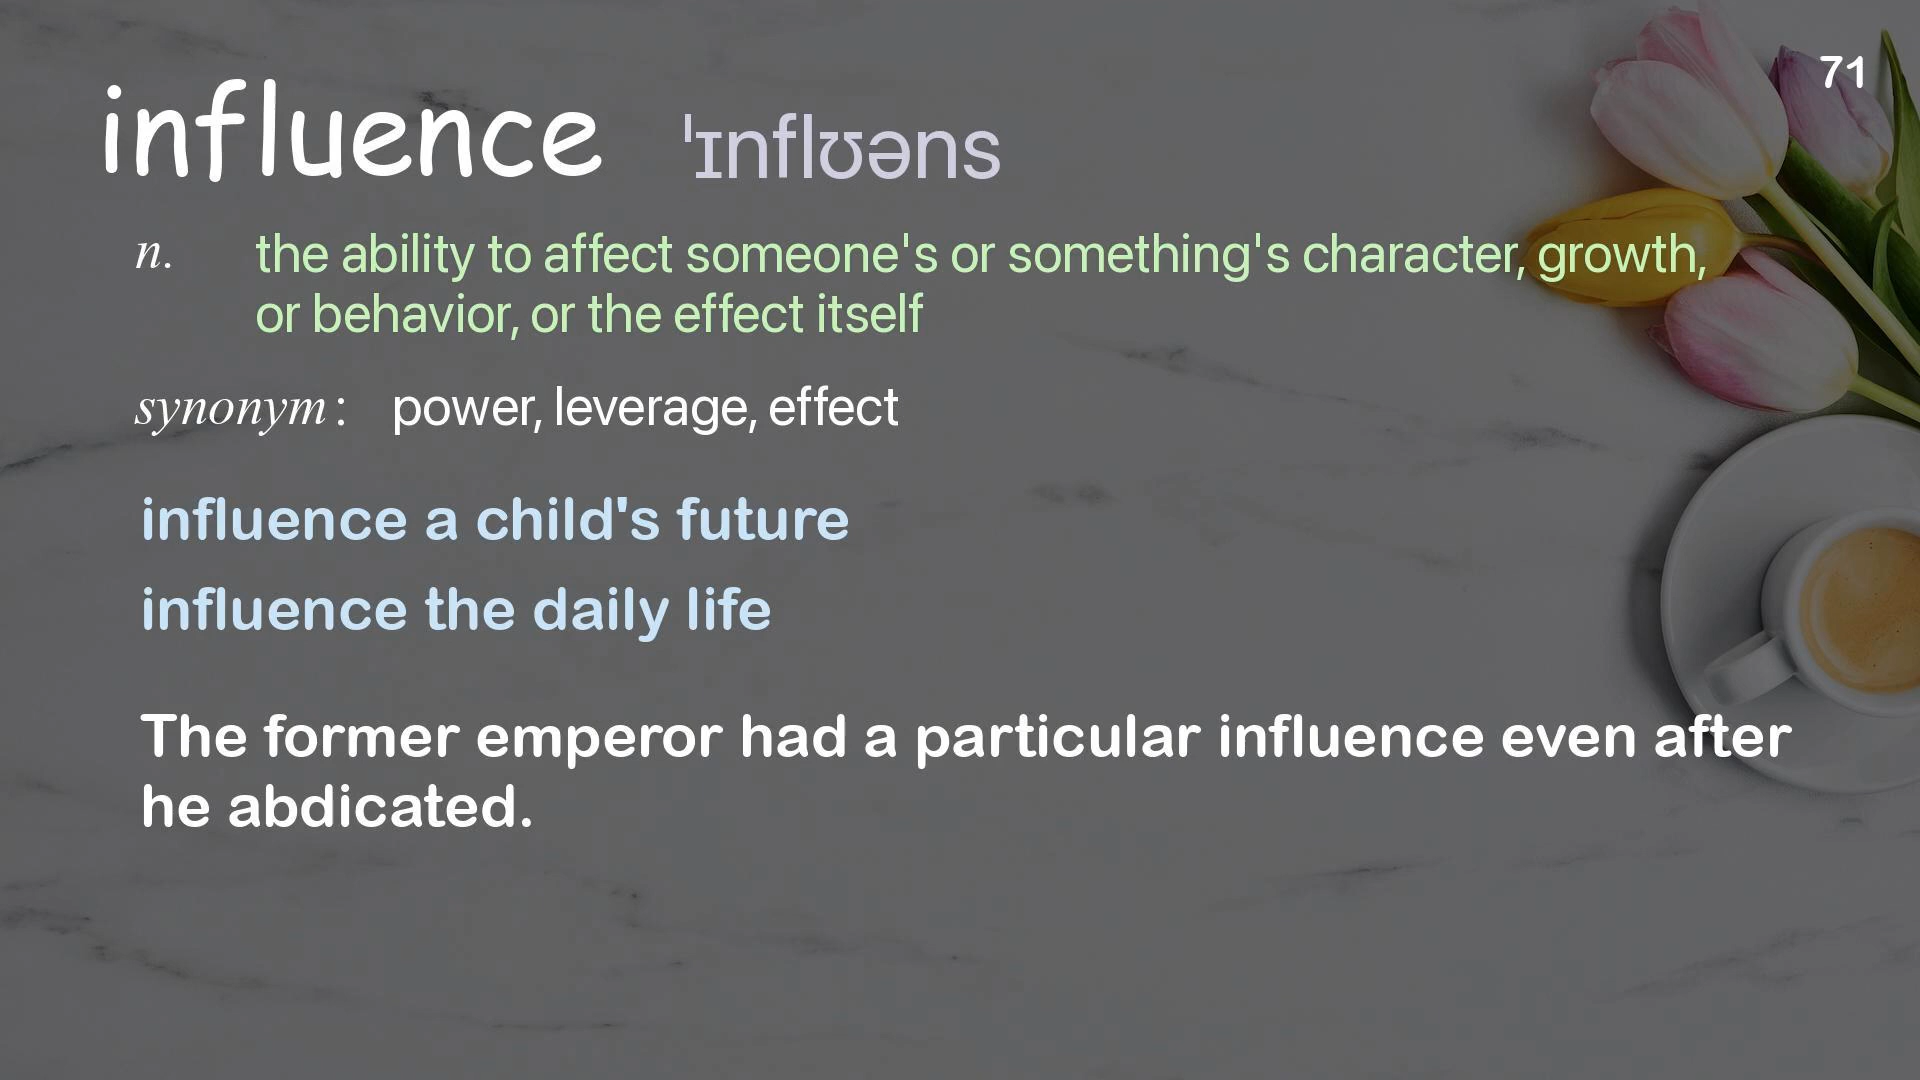 71
influence ˈɪnflʊəns
n. the ability to affect someone's or something's character, growth,
or behavior, or the effect itself
synonym: power, leverage, effect
influence a child's future
influence the daily life
The former emperor had a particular influence even after
he abdicated.